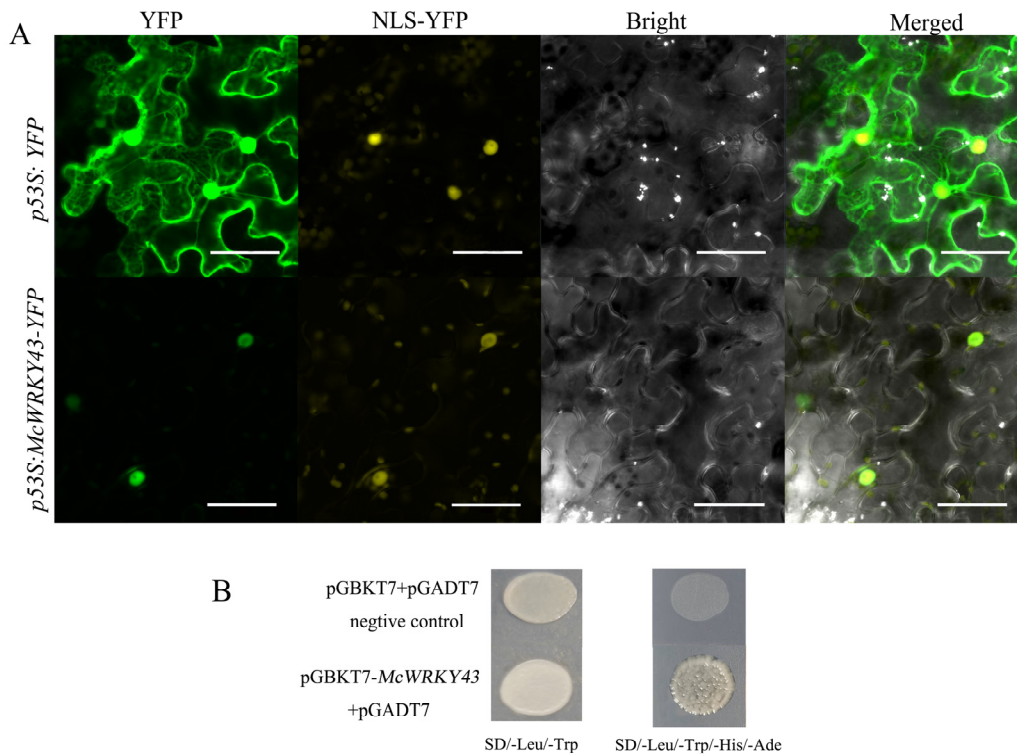 A
YFP
NLS-YFP
Bright
Merged
p53S: YFP
p53S:McWRKY43-YFP
B
pGBKT7+pGADT7
negtive control
pGBKT7-McWRKY43
+pGADT7
SD/-Leu/-Trp
SD/-Leu/-Trp/-His/-Ade